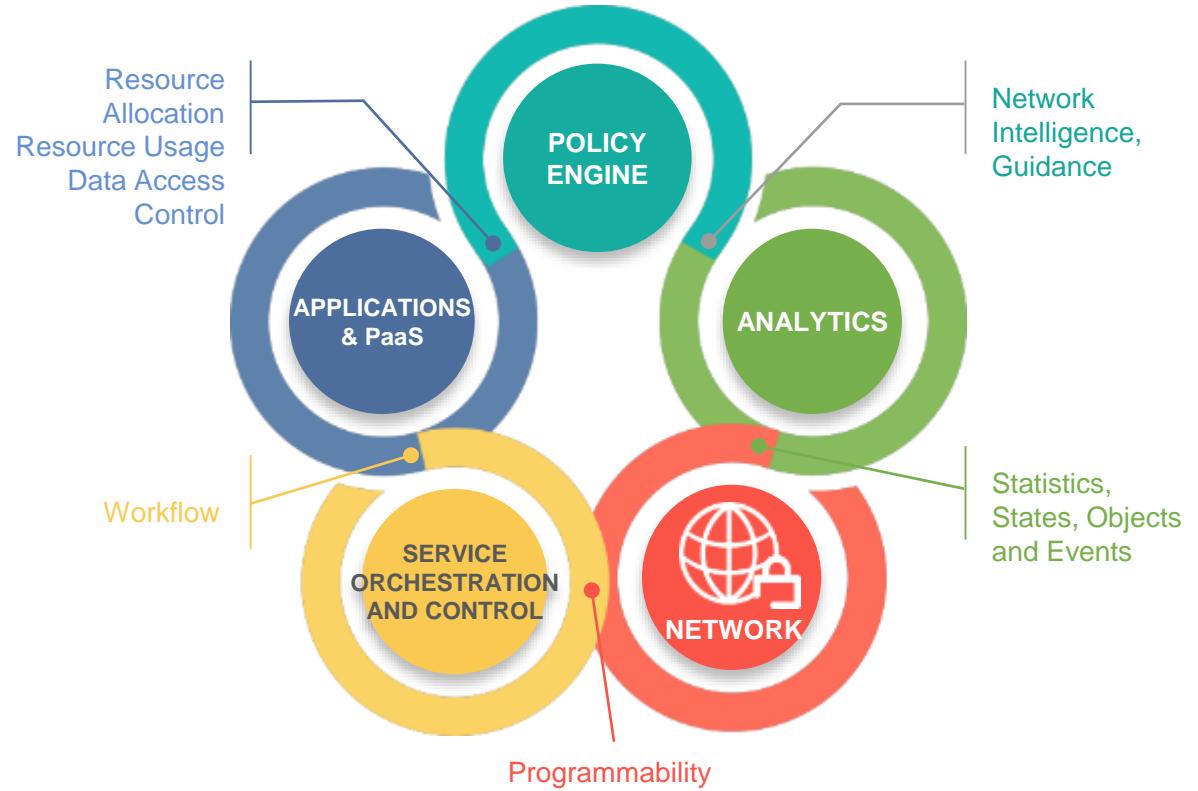 Resource
Allocation
Resource Usage
Data Access
Control
POLICY
ENGINE
Network
Intelligence,
Guidance
APPLICATIONS
& PaaS
ANALYTICS
Workflow
SERVICE
ORCHESTRATION
AND CONTROL
NETWORK
Statistics,
States, Objects
and Events
Programmability